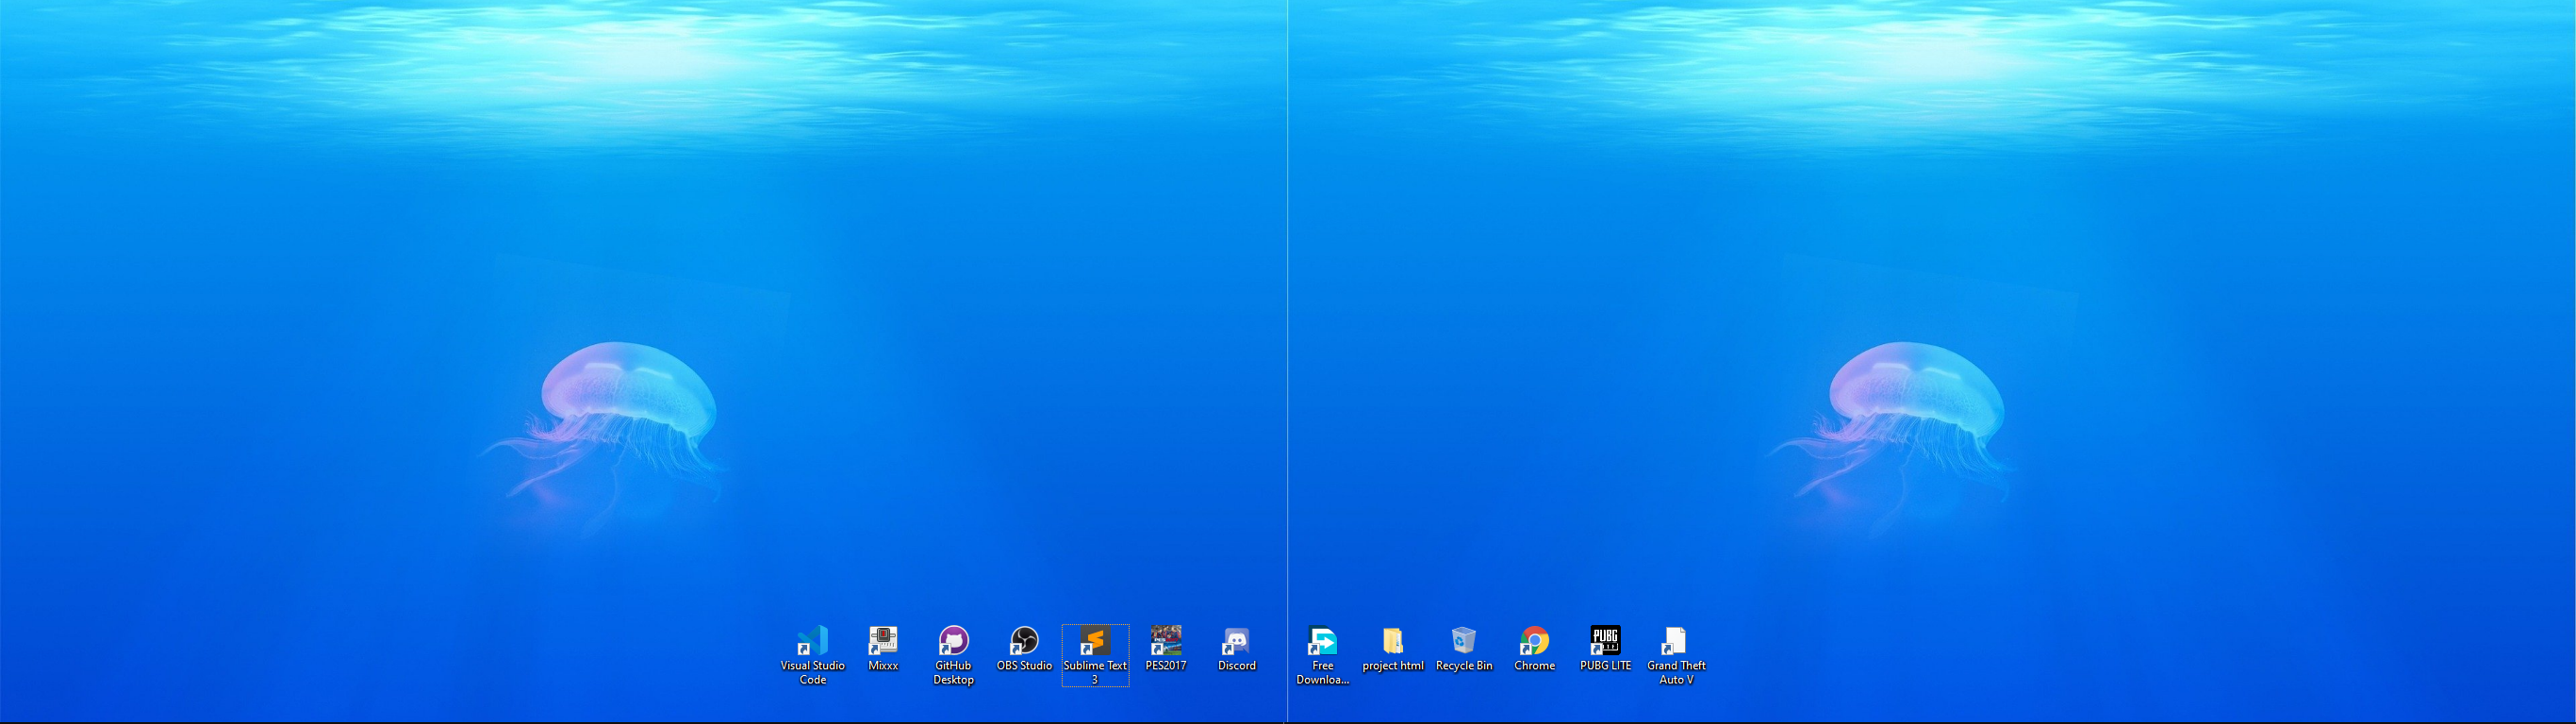 Visual Studio
Code
Mixxx
GitHub
Desktop
OBS Studio
Sublime Text
3
PES2017
Discord
Free
Downloa...
project html
Recycle Bin
Chrome
PUBG LITE
Grand Theft
Auto V